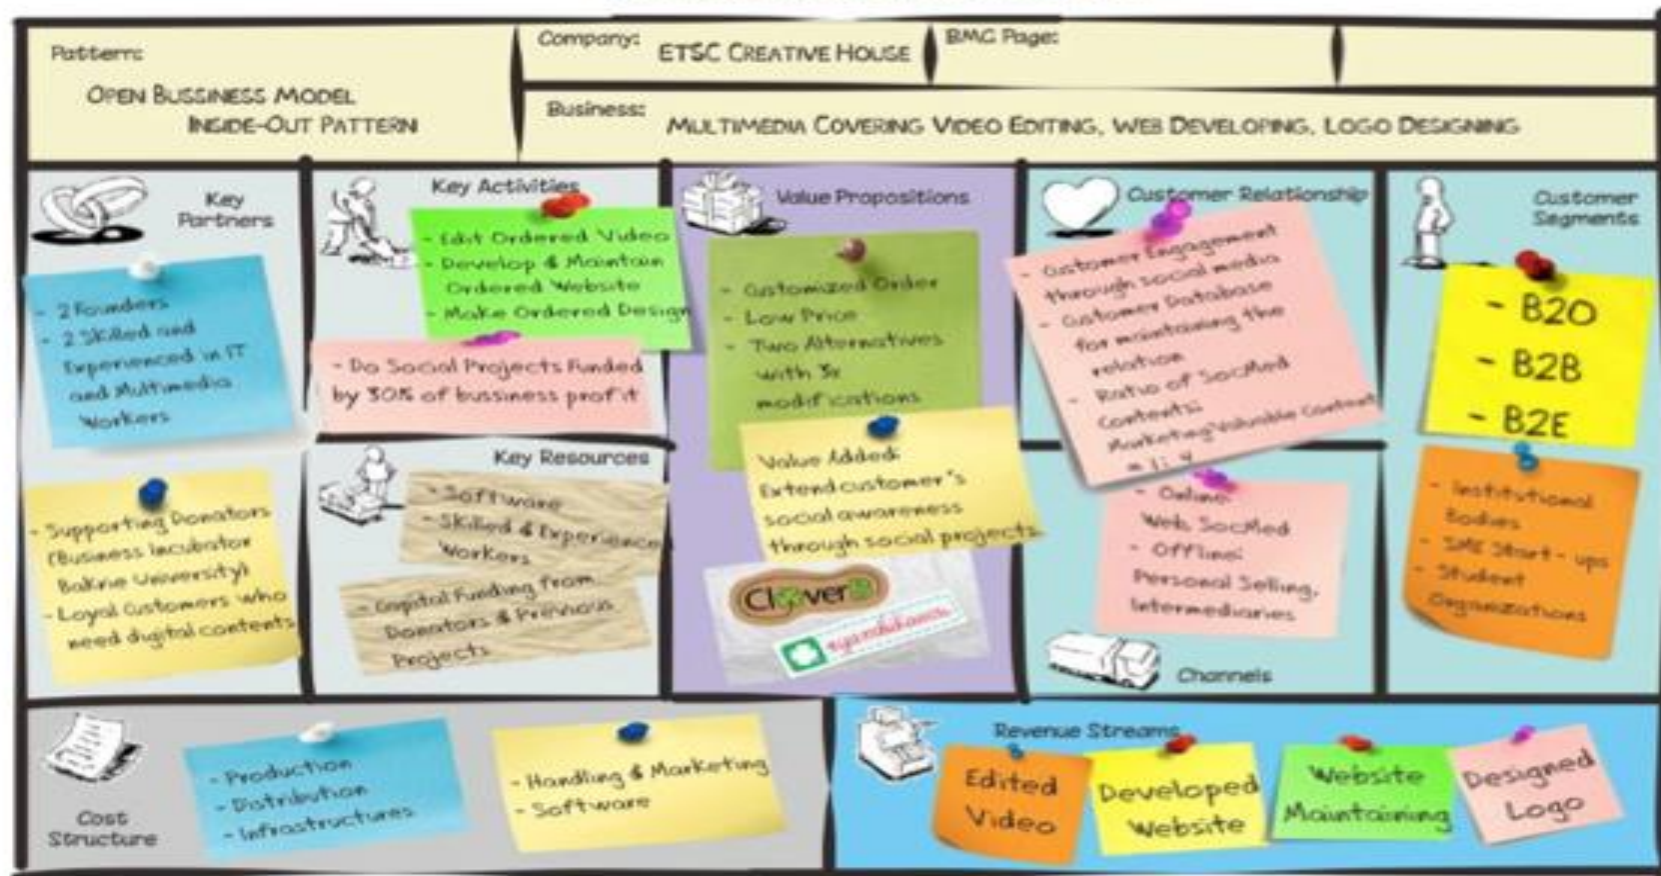 Pattern:
OPEN BUSSINESS MODEL
INSIDE-OUT PATTERN
Company:
ETSC CREATIVE HOUSE
BMC Page:
Business:
MULTIMEDIA COVERING VIDEO EDITING, WEB DEVELOPING, LOGO DESIGNING
Key
Partners
- 2 Founders
- 2 Skilled and
Experienced in IT
and Multimedia
Workers
- Supporting Donators
(Business Incubator
Bakrie University)
- Loyal Customers who
need digital contents
Key Activities
- Edit Ordered Video
- Develop & Maintain
Ordered Website
- Make Ordered Design
- Do Social Projects Funded
by 30% of bussiness profit
Key Resources
- Software
- Skilled & Experience
Workers
- Capital Funding from
Donators & Previous
Projects
Value Propositions
- Customized Order
- Low Price
- Two Alternatives
with 3x
modifications
Value Added:
Extend customer's
social awareness
through social projects
Clover
Customer Relationship
- Customer Engagement
through social media
- Customer Database
for maintaining the
relation
- Ratio of SocMed
Contents:
Marketing:Valuable Content
= 1: 4
- Online:
Web, SocMed
- Offline:
Personal Selling,
Intermediaries
Channels
Customer
Segments
- B2O
- B2B
- B2E
- Institutional
Bodies
- SME Start-ups
- Student
Organizations
Cost
Structure
- Production
- Distribution
- Infrastructures
- Handling & Marketing
- Software
Revenue Streams
Edited
Video
Developed
Website
Website
Maintaining
Designed
Logo